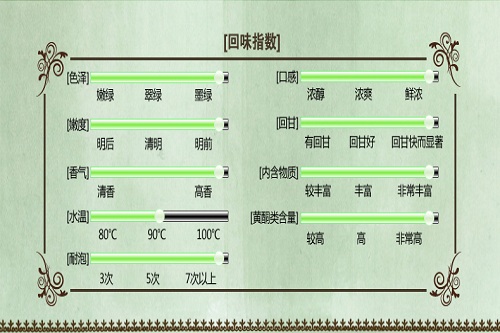 [回味指数]
[色泽]
嫩绿 翠绿 墨绿
[嫩度]
明后 清明 明前
[香气]
清香 高香
[水温]
80℃ 90℃ 100℃
[耐泡]
3次 5次 7次以上
[口感]
浓醇 浓爽 鲜浓
[回甘]
有回甘 回甘好 回甘快而显著
[内含物质]
较丰富 丰富 非常丰富
[黄酮类含量]
较高 高 非常高